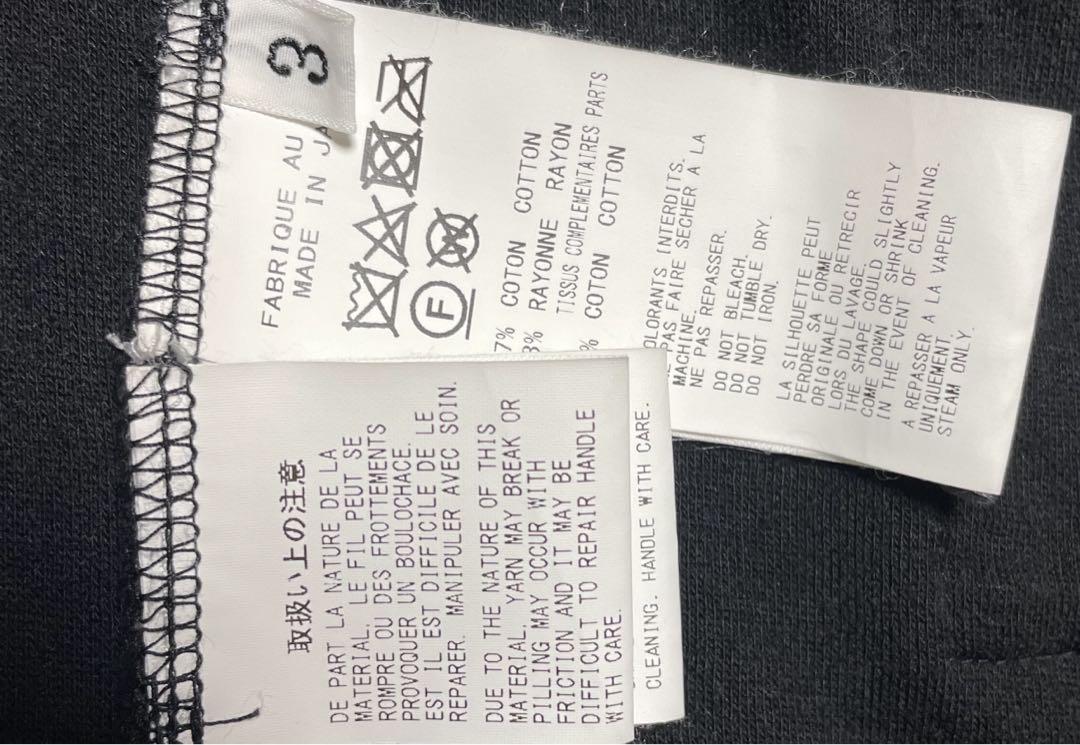 3
FABRIQUE AU
MADE IN
F
W
7% COTON COTTON
3% RAYONNE RAYON
TISSUS COMPLEMENTAIRES PARTS
% COTON COTTON
OLORANTS INTERDITS.
PAS FAIRE SECHER A LA
MACHINE.
NE PAS REPASSER.
DO NOT BLEACH.
DO NOT TUMBLE DRY.
DO NOT IRON.
LA SILHOUETTE PEUT
PERDRE SA FORME
ORIGINALE OU RETRECIR
LORS DU LAVAGE.
THE SHAPE COULD SLIGHTLY
COME DOWN OR SHRINK
IN THE EVENT OF CLEANING.
A REPASSER A LA VAPEUR
UNIQUEMENT
STEAM ONLY.
取扱い上の注意
DE PART LA NATURE DE LA
MATERIAL, LE FIL PEUT SE
ROMPRE OU DES FROTTEMENTS
PROVOQUER UN BOULOCHACE.
EST IL EST DIFFICILE DE LE
REPARER. MANIPULER AVEC SOIN.
DUE TO THE NATURE OF THIS
MATERIAL, YARN MAY BREAK OR
PILLING MAY OCCUR WITH
FRICTION AND IT MAY BE
DIFFICULT TO REPAIR HANDLE
WITH CARE.
CLEANING. HANDLE WITH CARE.